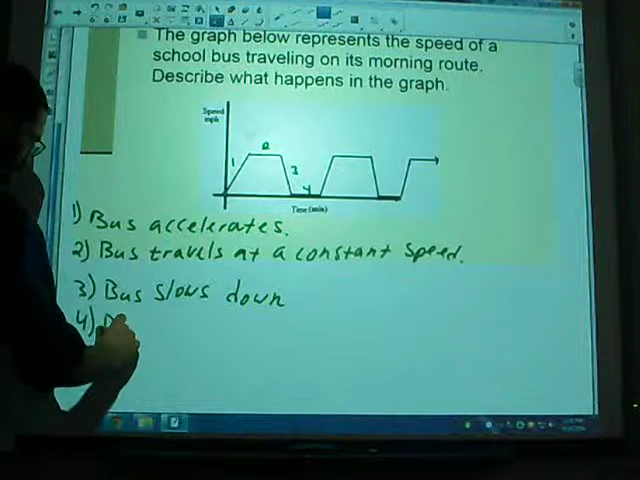 The graph below represents the speed of a
school bus traveling on its morning route.
Describe what happens in the graph.
Speed
mph
1
2
3
4
Time (min)
1) Bus accelerates.
2) Bus travels at a constant speed.
3) Bus slows down
4)